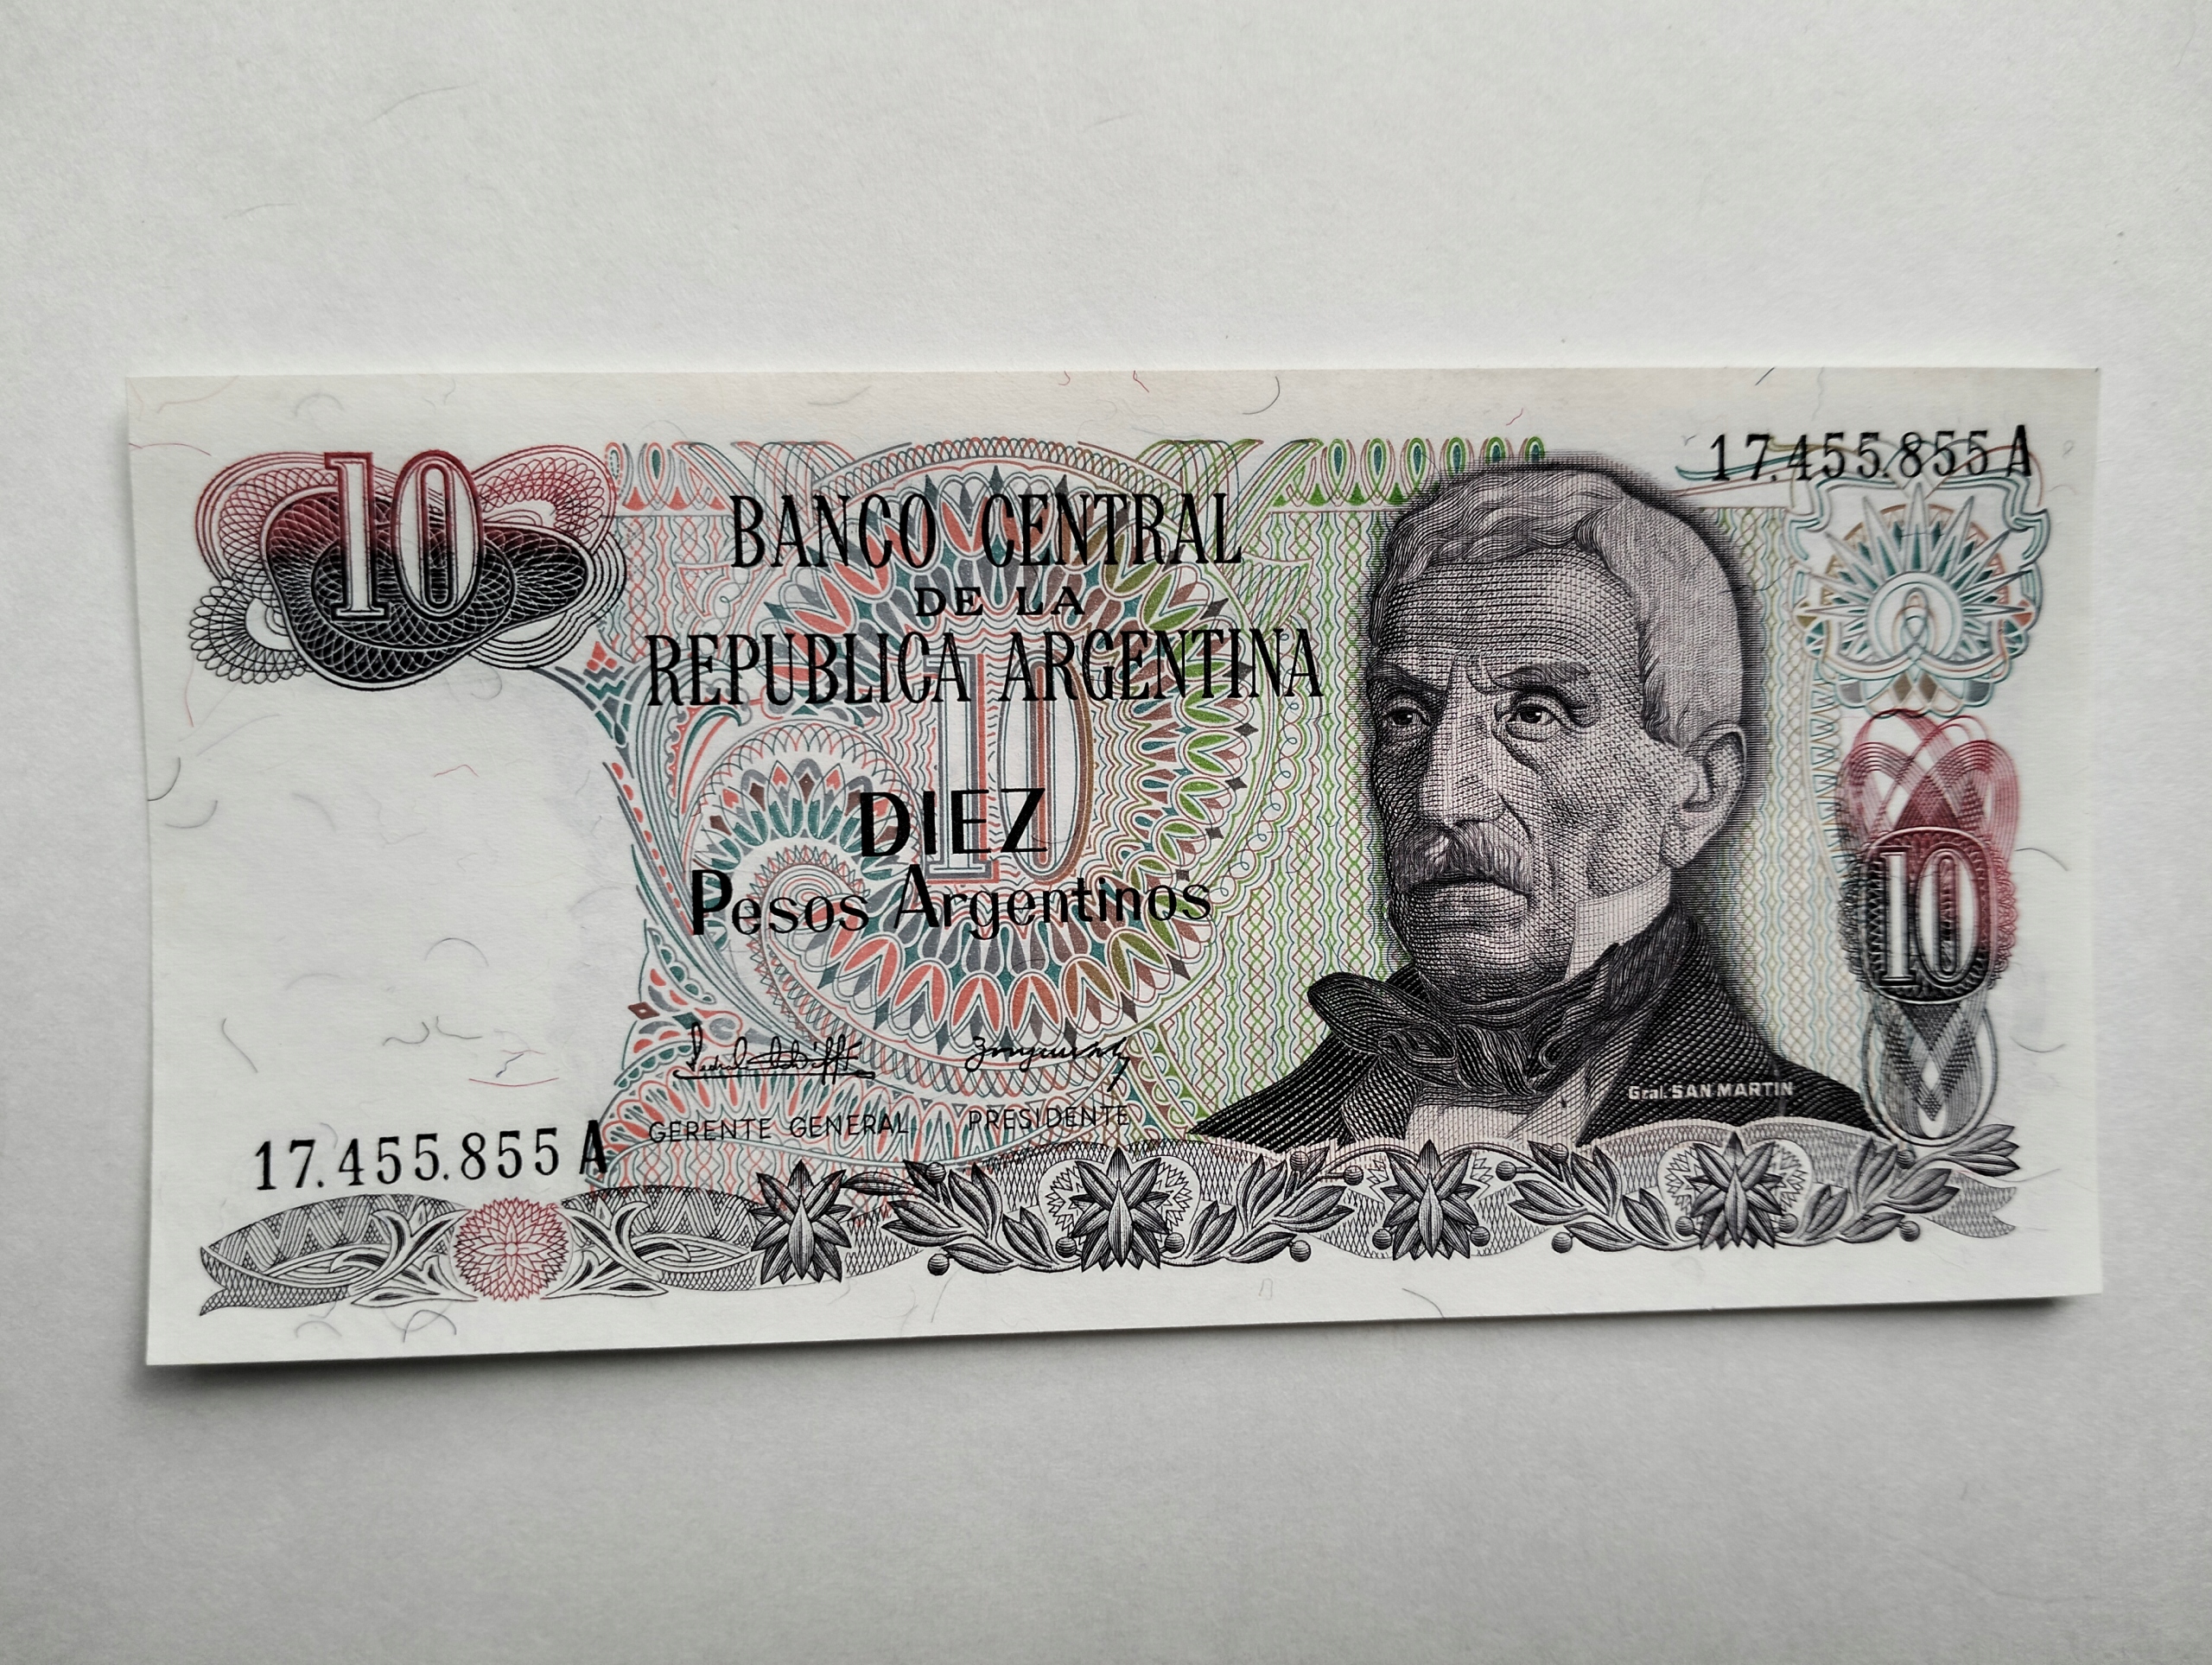 10
17.455.855 A
BANCO CENTRAL
DE LA
REPUBLICA ARGENTINA
10
DIEZ
Pesos Argentinos
10
GERENTE GENERAL
PRESIDENTE
Gral. SAN MARTIN
17.455.855 A